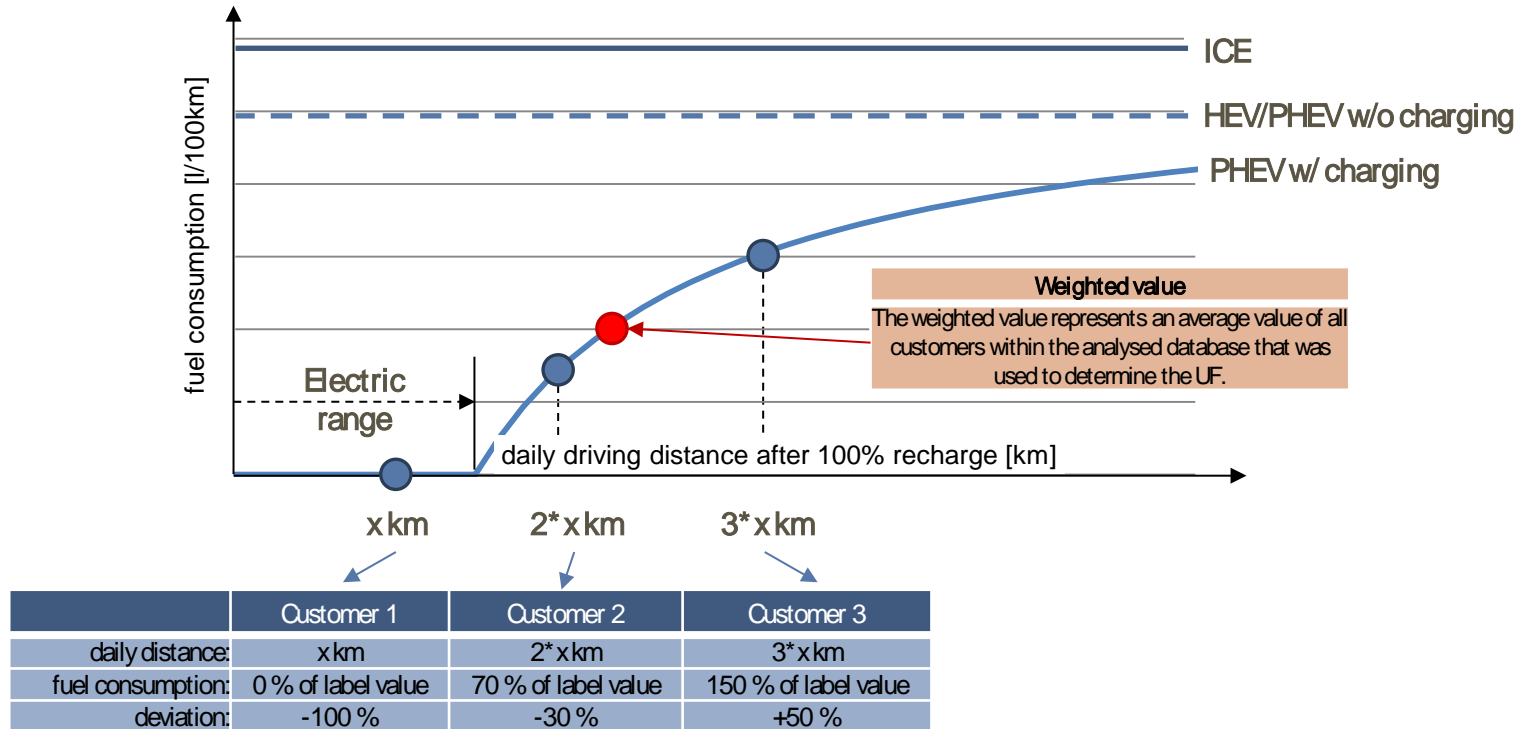 fuel consumption [l/100km]
ICE
HEV/PHEV w/o charging
PHEV w/ charging
Weighted value
The weighted value represents an average value of all
customers within the analysed database that was
used to determine the UF.
Electric
range
daily driving distance after 100% recharge [km]
x km
2* x km
3* x km
Customer 1 Customer 2 Customer 3
daily distance: x km 2* x km 3* x km
fuel consumption: 0 % of label value 70 % of label value 150 % of label value
deviation: -100 % -30 % +50 %